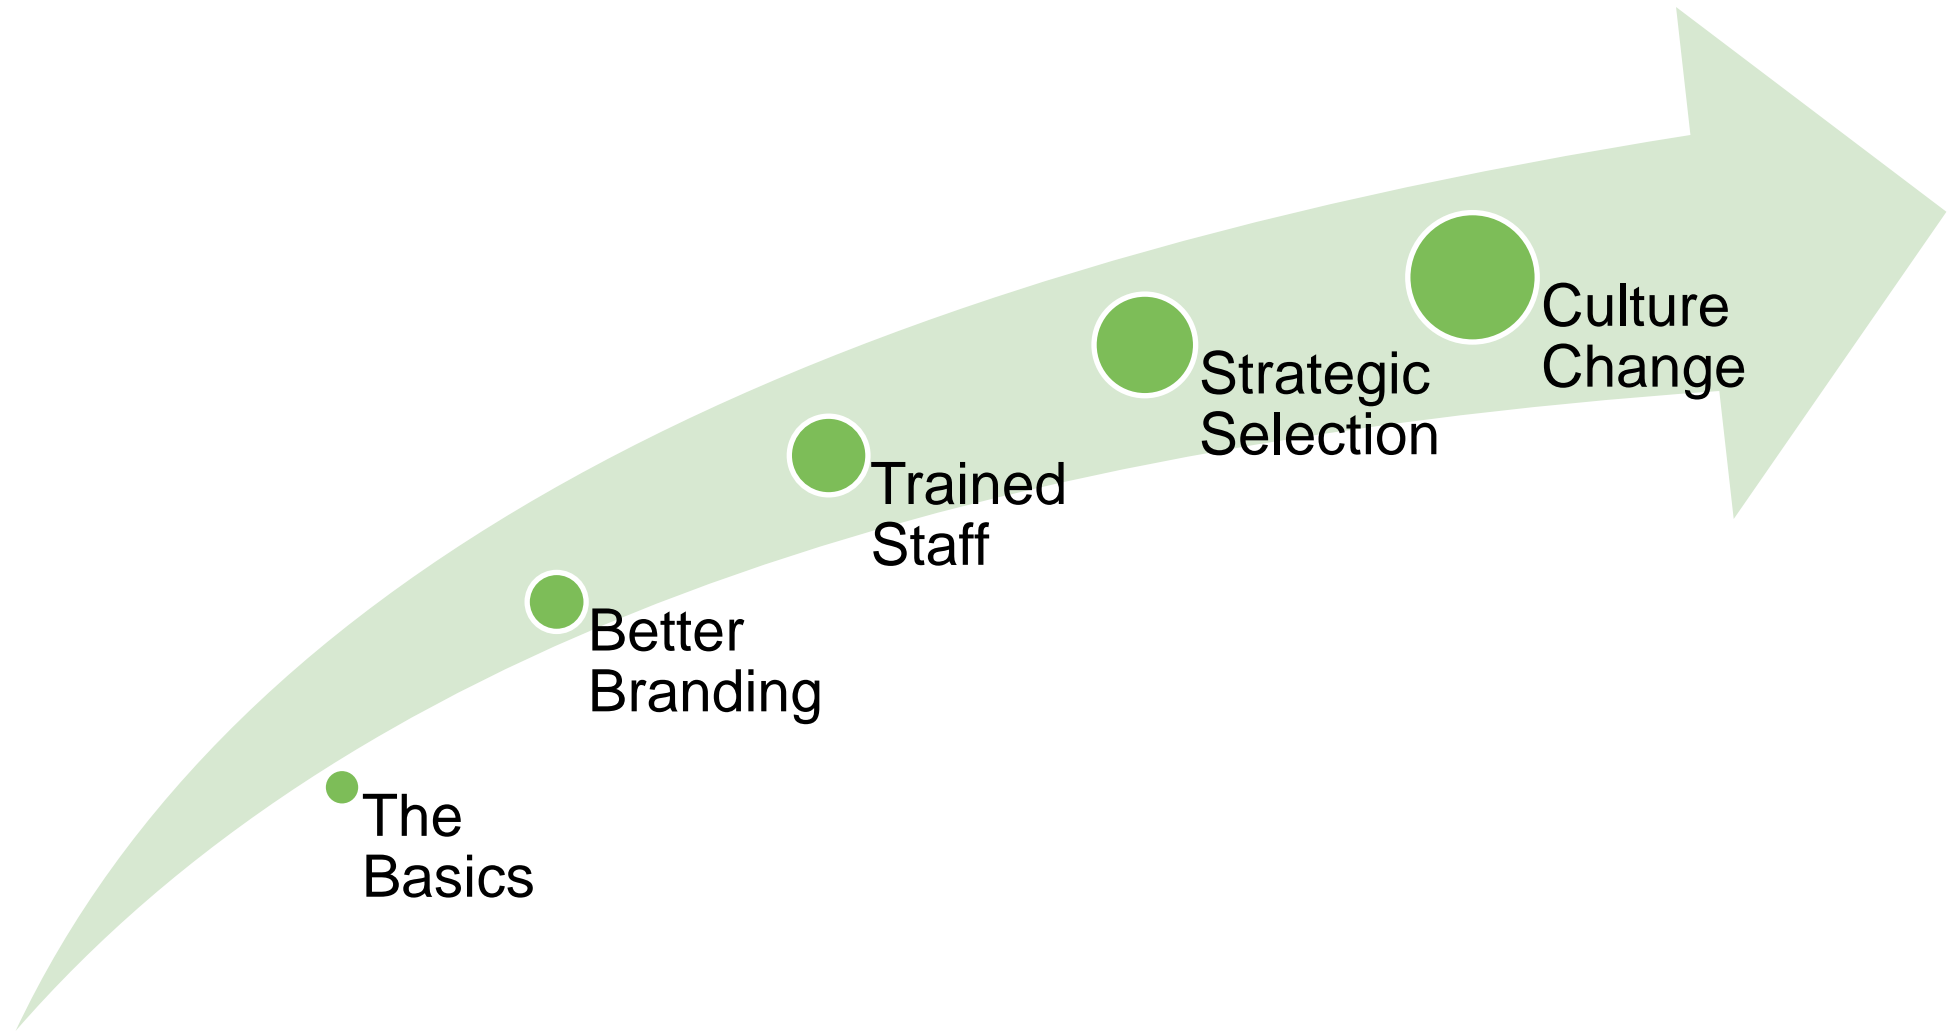 The
Basics
Better
Branding
Trained
Staff
Strategic
Selection
Culture
Change